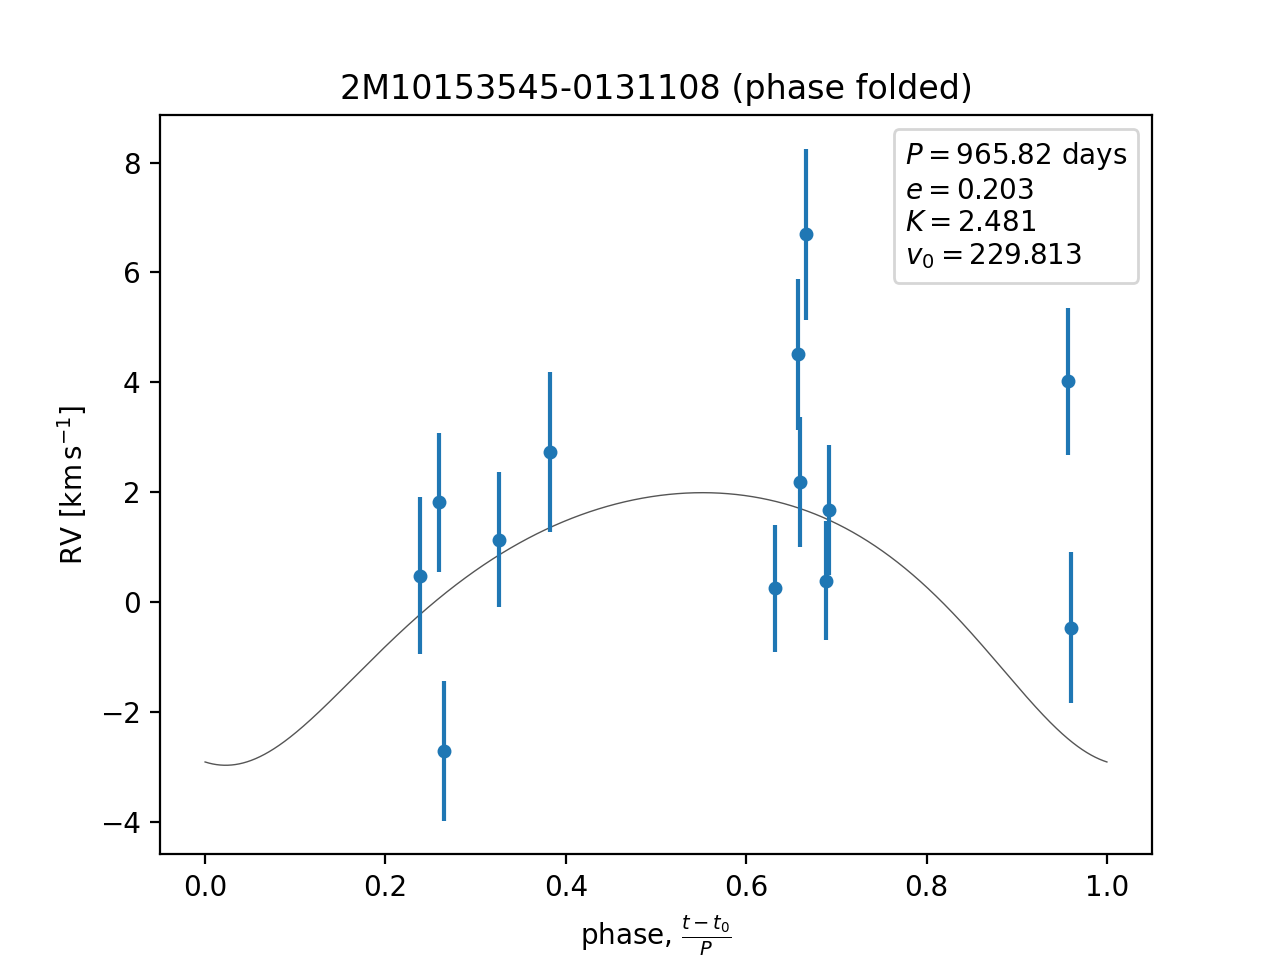 2M10153545-0131108 (phase folded)
P = 965.82 days
e = 0.203
K = 2.481
v₀ = 229.813
8
6
4
2
0
−2
−4
RV [km s⁻¹]
0.0 0.2 0.4 0.6 0.8 1.0
phase, (t − t₀)/P